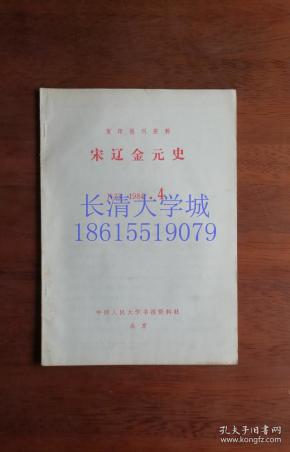 复印报刊资料
宋辽金元史
1984.4
长清大学城
18615519079
中国人民大学书报资料社
北京
孔夫子旧书网